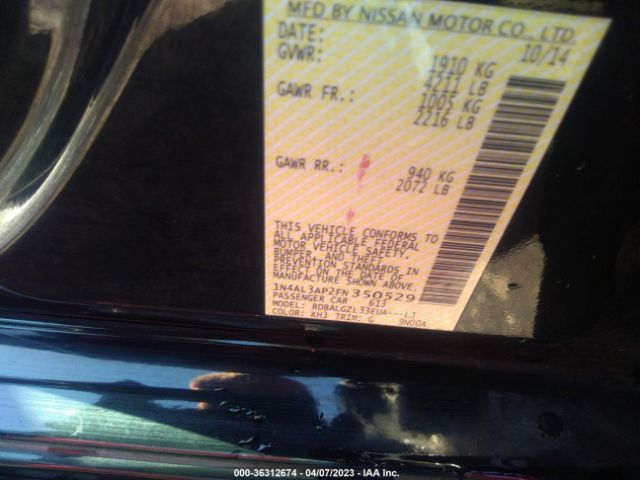 MFD BY NISSAN MOTOR CO., LTD
DATE: 10/14
GVWR: 1910 KG
4211 LB
GAWR FR.: 1005 KG
2216 LB
GAWR RR.: 940 KG
2072 LB
THIS VEHICLE CONFORMS TO
ALL APPLICABLE FEDERAL
MOTOR VEHICLE SAFETY,
BUMPER, AND THEFT
PREVENTION STANDARDS IN
EFFECT ON THE DATE OF
MANUFACTURE SHOWN ABOVE.
1N4AL3AP2FN350529
PASSENGER CAR 613
MODEL: BDBALGZL33EUA---LJ
COLOR: KH3 TRIM: G 9NODA
000-36312674 - 04/07/2023 - IAA Inc.